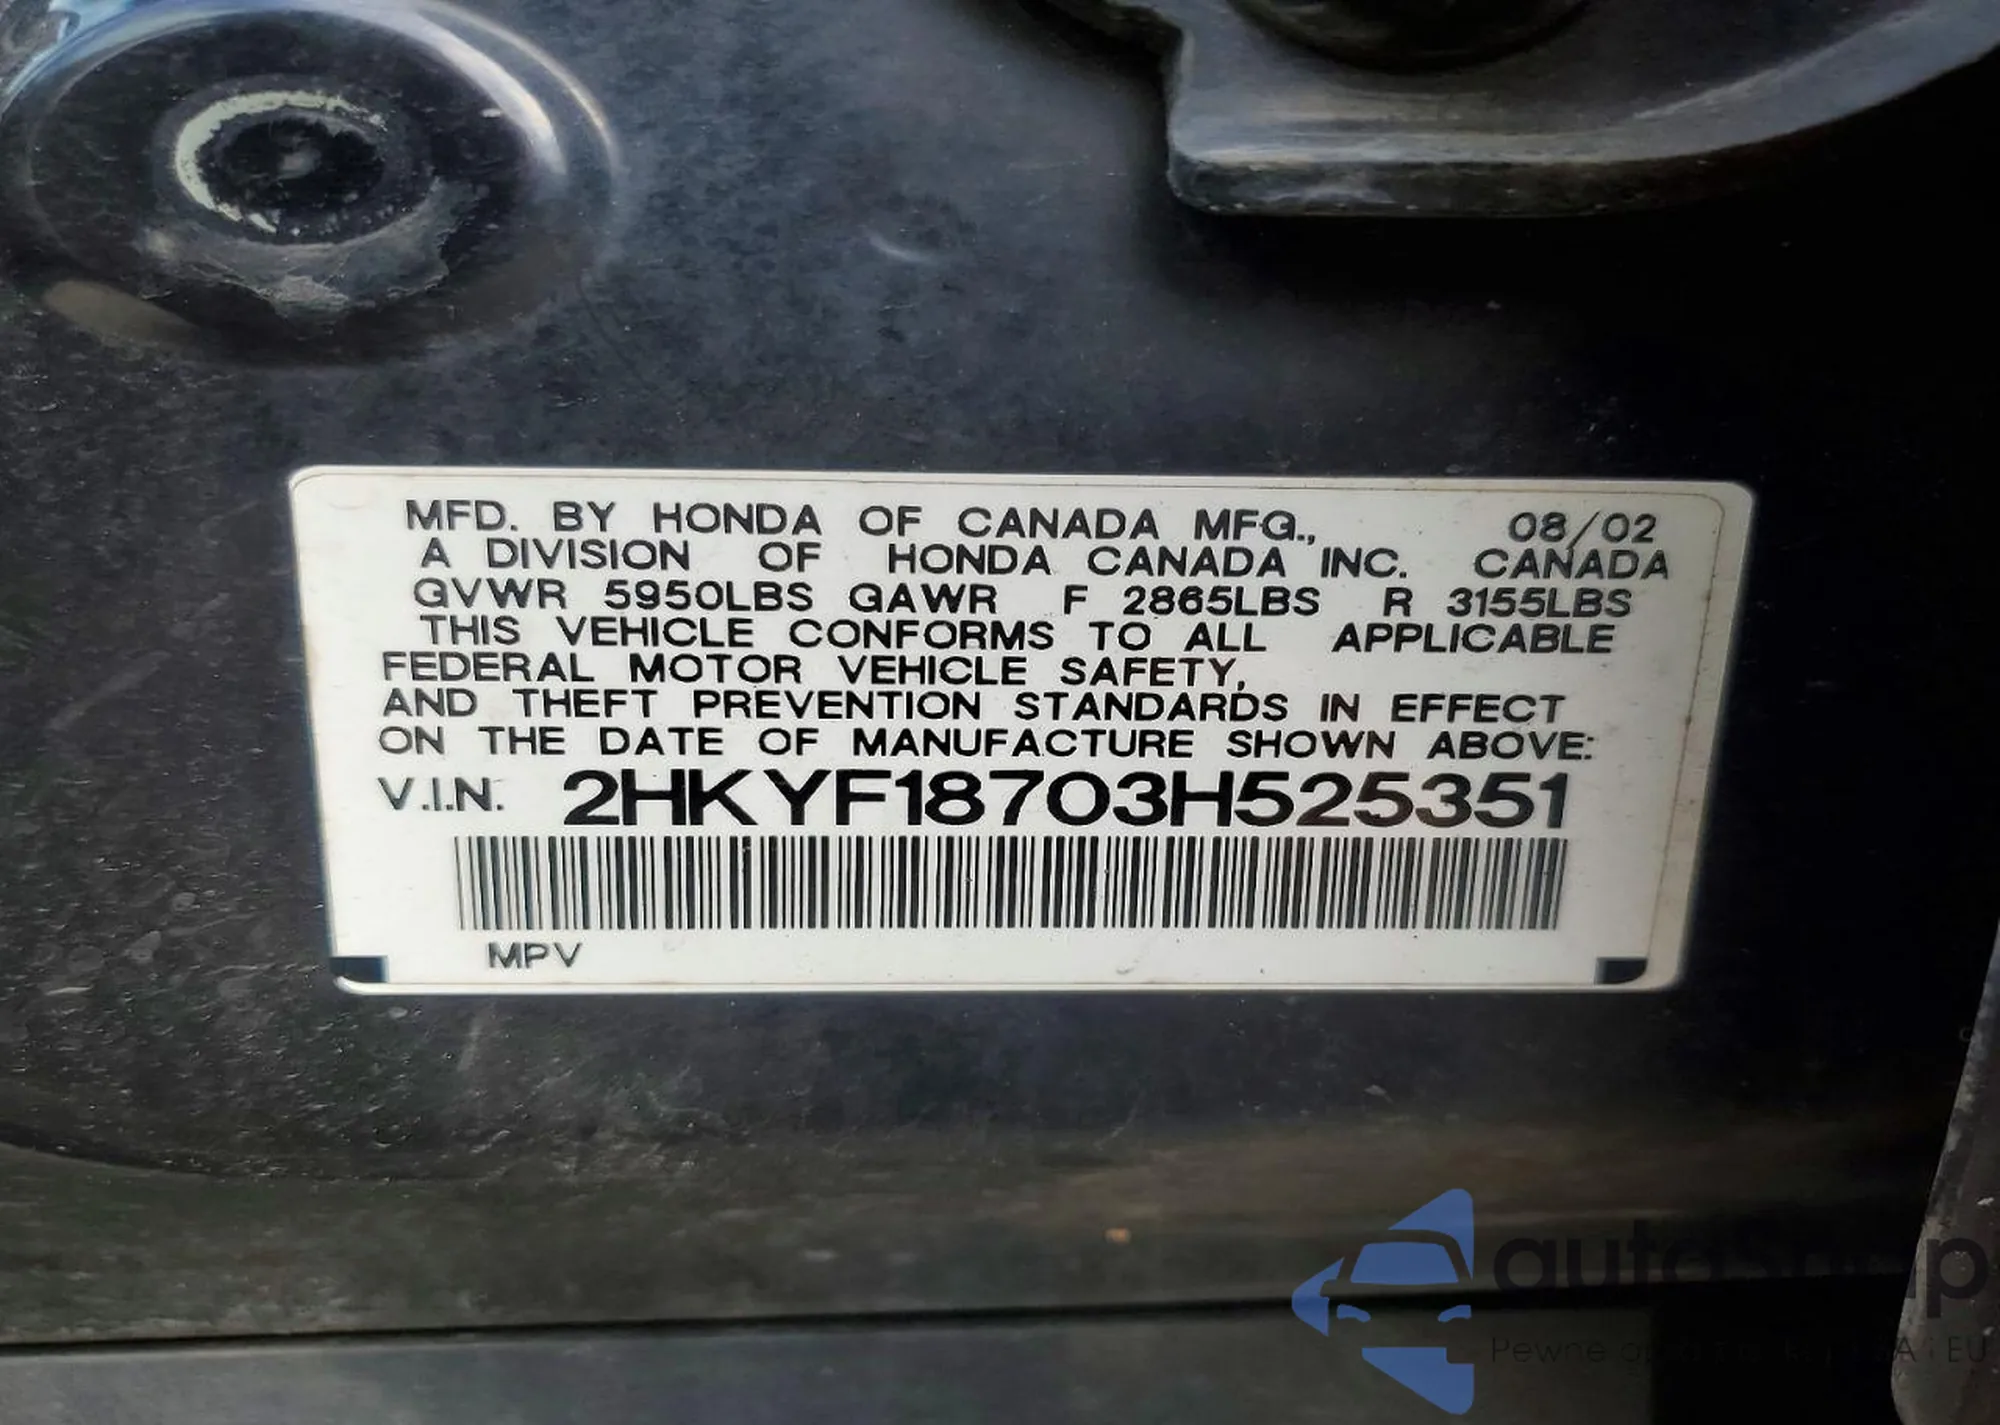 MFD. BY HONDA OF CANADA MFG., 08/02
A DIVISION OF HONDA CANADA INC. CANADA
GVWR 5950LBS GAWR F 2865LBS R 3155LBS
THIS VEHICLE CONFORMS TO ALL APPLICABLE
FEDERAL MOTOR VEHICLE SAFETY,
AND THEFT PREVENTION STANDARDS IN EFFECT
ON THE DATE OF MANUFACTURE SHOWN ABOVE:
V.I.N. 2HKYF18703H525351
MPV
Pewne EU